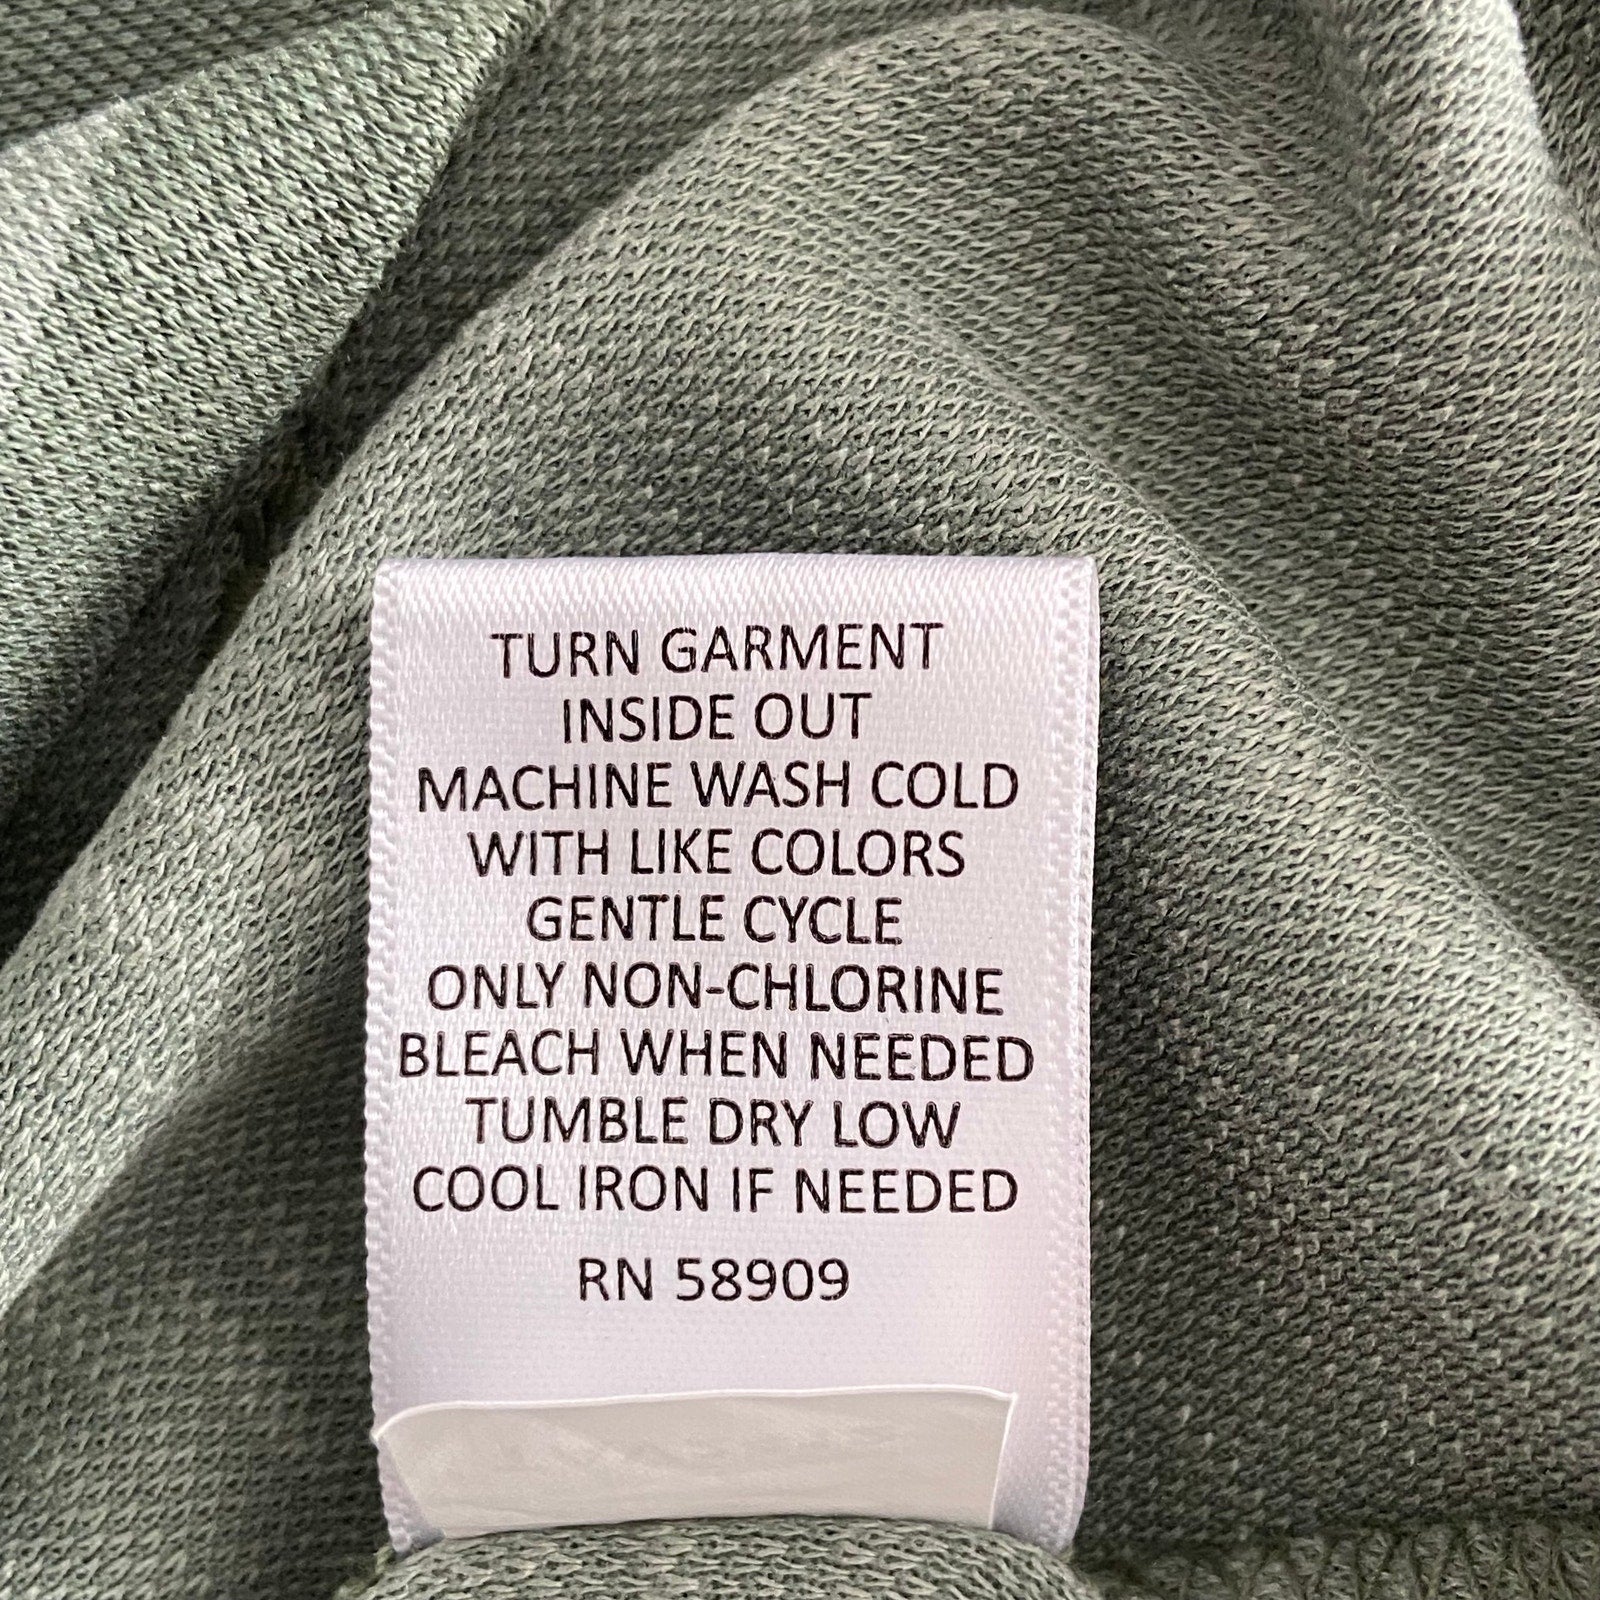 TURN GARMENT
INSIDE OUT
MACHINE WASH COLD
WITH LIKE COLORS
GENTLE CYCLE
ONLY NON-CHLORINE
BLEACH WHEN NEEDED
TUMBLE DRY LOW
COOL IRON IF NEEDED
RN 58909